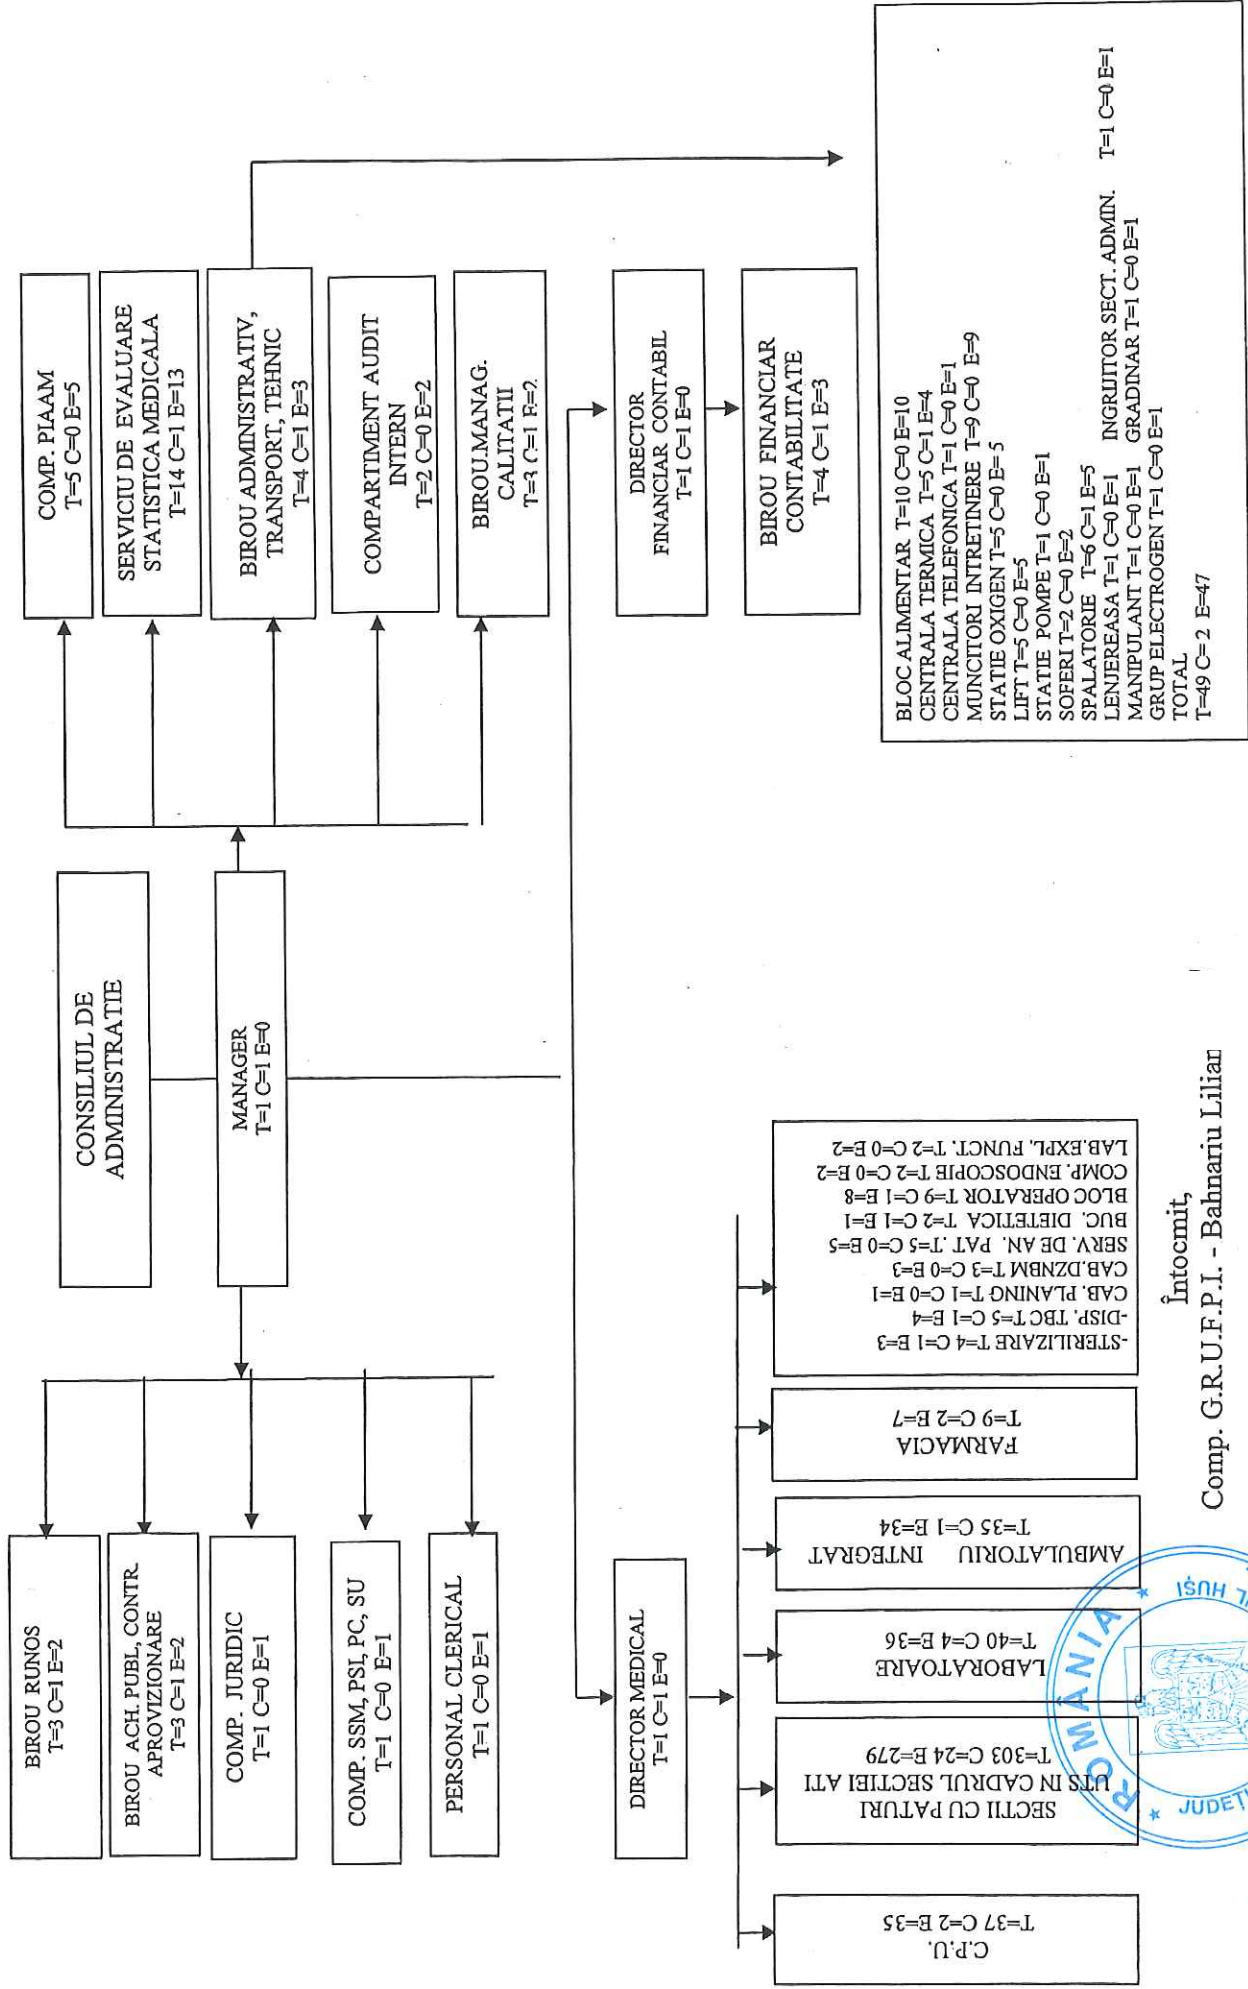 CONSILIUL DE
ADMINISTRATIE
MANAGER
T=1 C=1 E=0
BIROU RUNOS
T=3 C=1 E=2
BIROU ACH. PUBL, CONTR.
APROVIZIONARE
T=3 C=1 E=2
COMP. JURIDIC
T=1 C=0 E=1
COMP. SSM, PSI, PC, SU
T=1 C=0 E=1
PERSONAL CLERICAL
T=1 C=0 E=1
COMP. PIAAM
T=5 C=0 E=5
SERVICIU DE EVALUARE
STATISTICA MEDICALA
T=14 C=1 E=13
BIROU ADMINISTRATIV,
TRANSPORT, TEHNIC
T=4 C=1 E=3
COMPARTIMENT AUDIT
INTERN
T=2 C=0 E=2
BIROU.MANAG.
CALITATII
T=3 C=1 E=2
DIRECTOR MEDICAL
T=1 C=1 E=0
DIRECTOR
FINANCIAR CONTABIL
T=1 C=1 E=0
BIROU FINANCIAR
CONTABILITATE
T=4 C=1 E=3
C.P.U.
T=37 C=2 E=35
SECTII CU PATURI
UTS IN CADRUL SECTIEI ATI
T=303 C=24 E=279
LABORATOARE
T=40 C=4 E=36
AMBULATORIU INTEGRAT
T=35 C=1 E=34
FARMACIA
T=9 C=2 E=7
-STERILIZARE T=4 C=1 E=3
-DISP. TBC T=5 C=1 E=4
CAB. PLANING T=1 C=0 E=1
CAB.DZNBM T=3 C=0 E=3
SERV. DE AN. PAT. T=5 C=0 E=5
BUC. DIETETICA T=2 C=1 E=1
BLOC OPERATOR T=9 C=1 E=8
COMP. ENDOSCOPIE T=2 C=0 E=2
LAB.EXPL. FUNCT. T=2 C=0 E=2
BLOC ALIMENTAR T=10 C=0 E=10
CENTRALA TERMICA T=5 C=1 E=4
CENTRALA TELEFONICA T=1 C=0 E=1
MUNCITORI INTRETINERE T=9 C=0 E=9
STATIE OXIGEN T=5 C=0 E= 5
LIFT T=5 C=0 E=5
STATIE POMPE T=1 C=0 E=1
SOFERI T=2 C=0 E=2
SPALATORIE T=6 C=1 E=5
LENJEREASA T=1 C=0 E=1 INGRIJITOR SECT. ADMIN. T=1 C=0 E=1
MANIPULANT T=1 C=0 E=1 GRADINAR T=1 C=0 E=1
GRUP ELECTROGEN T=1 C=0 E=1
TOTAL
T=49 C= 2 E=47
Întocmit,
Comp. G.R.U.F.P.I. - Bahnariu Lilian
ROMÂNIA